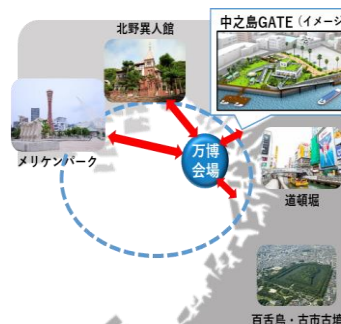 北野異人館
中之島GATE（イメージ
メリケンパーク
万博
会場
道頓堀
百舌鳥・古市古墳